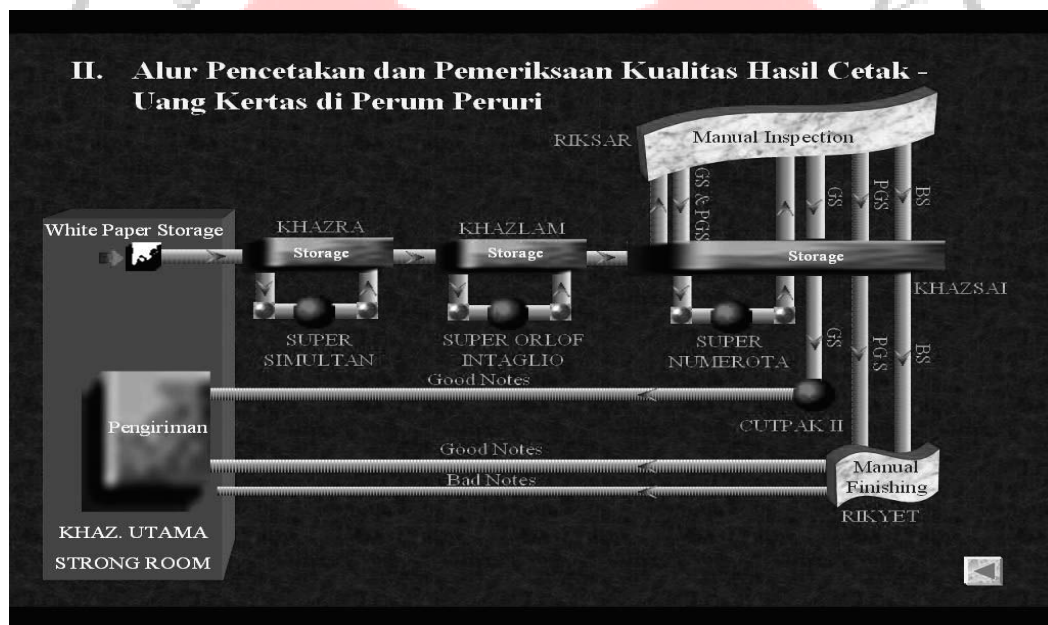 II. Alur Pencetakan dan Pemeriksaan Kualitas Hasil Cetak -
Uang Kertas di Perum Peruri
RIKSAR
Manual Inspection
GS & PGS
GS
PGS
BS
White Paper Storage
KHAZRA
Storage
KHAZLAM
Storage
Storage
KHAZSAI
SUPER
SIMULTAN
SUPER ORLOF
INTAGLIO
SUPER
NUMEROTA
GS
PGS
BS
Good Notes
Pengiriman
CUTPAK II
Good Notes
Bad Notes
Manual
Finishing
RIKYET
KHAZ. UTAMA
STRONG ROOM